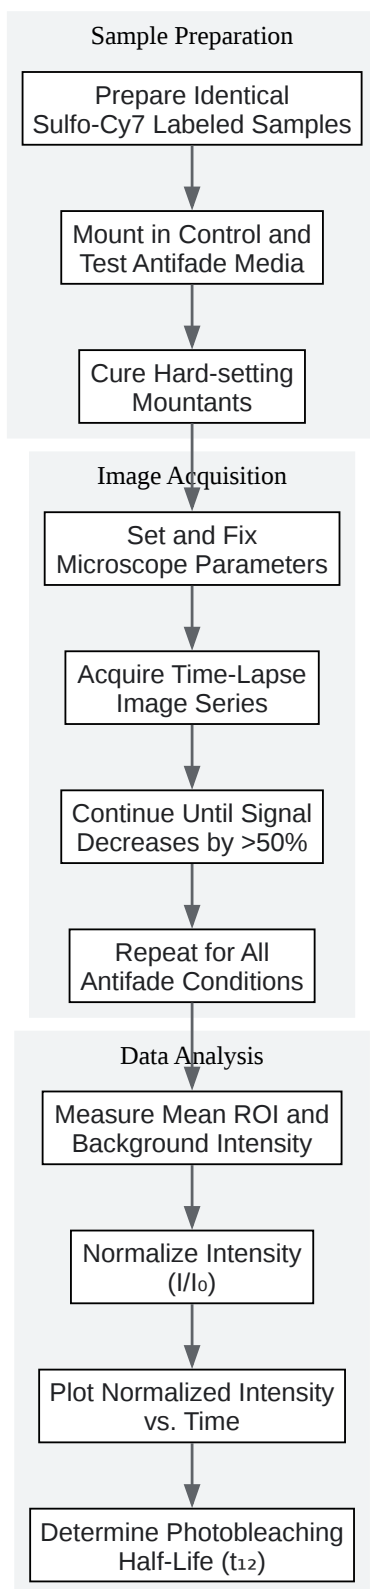 Sample Preparation
Prepare Identical
Sulfo-Cy7 Labeled Samples
Mount in Control and
Test Antifade Media
Cure Hard-setting
Mountants
Image Acquisition
Set and Fix
Microscope Parameters
Acquire Time-Lapse
Image Series
Continue Until Signal
Decreases by >50%
Repeat for All
Antifade Conditions
Data Analysis
Measure Mean ROI and
Background Intensity
Normalize Intensity
(I/I₀)
Plot Normalized Intensity
vs. Time
Determine Photobleaching
Half-Life (t₁₂)